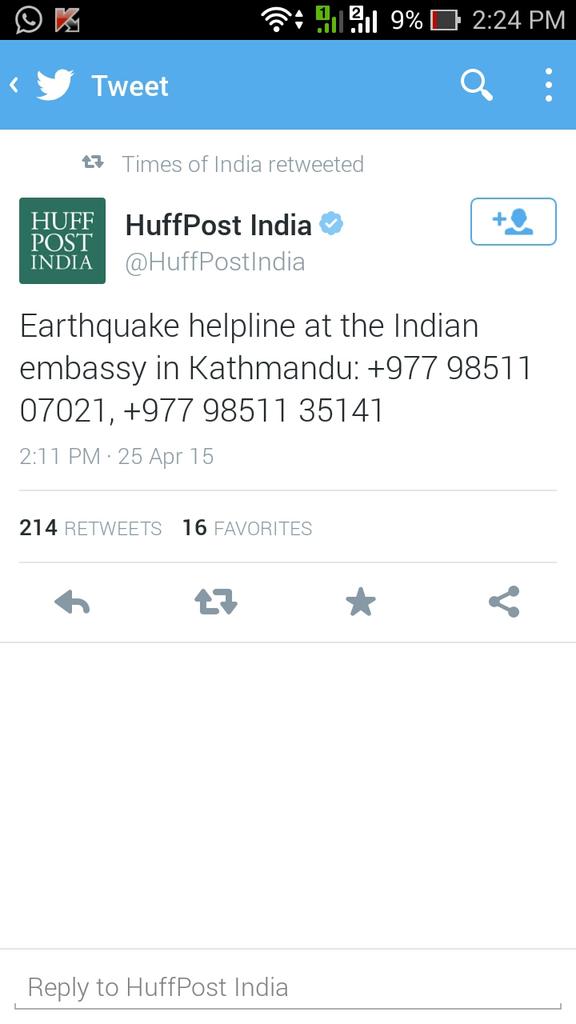 1 2 9% 2:24 PM
Tweet
Times of India retweeted
HUFF
POST
INDIA
HuffPost India
@HuffPostIndia
Earthquake helpline at the Indian
embassy in Kathmandu: +977 98511
07021, +977 98511 35141
2:11 PM · 25 Apr 15
214 RETWEETS 16 FAVORITES
Reply to HuffPost India